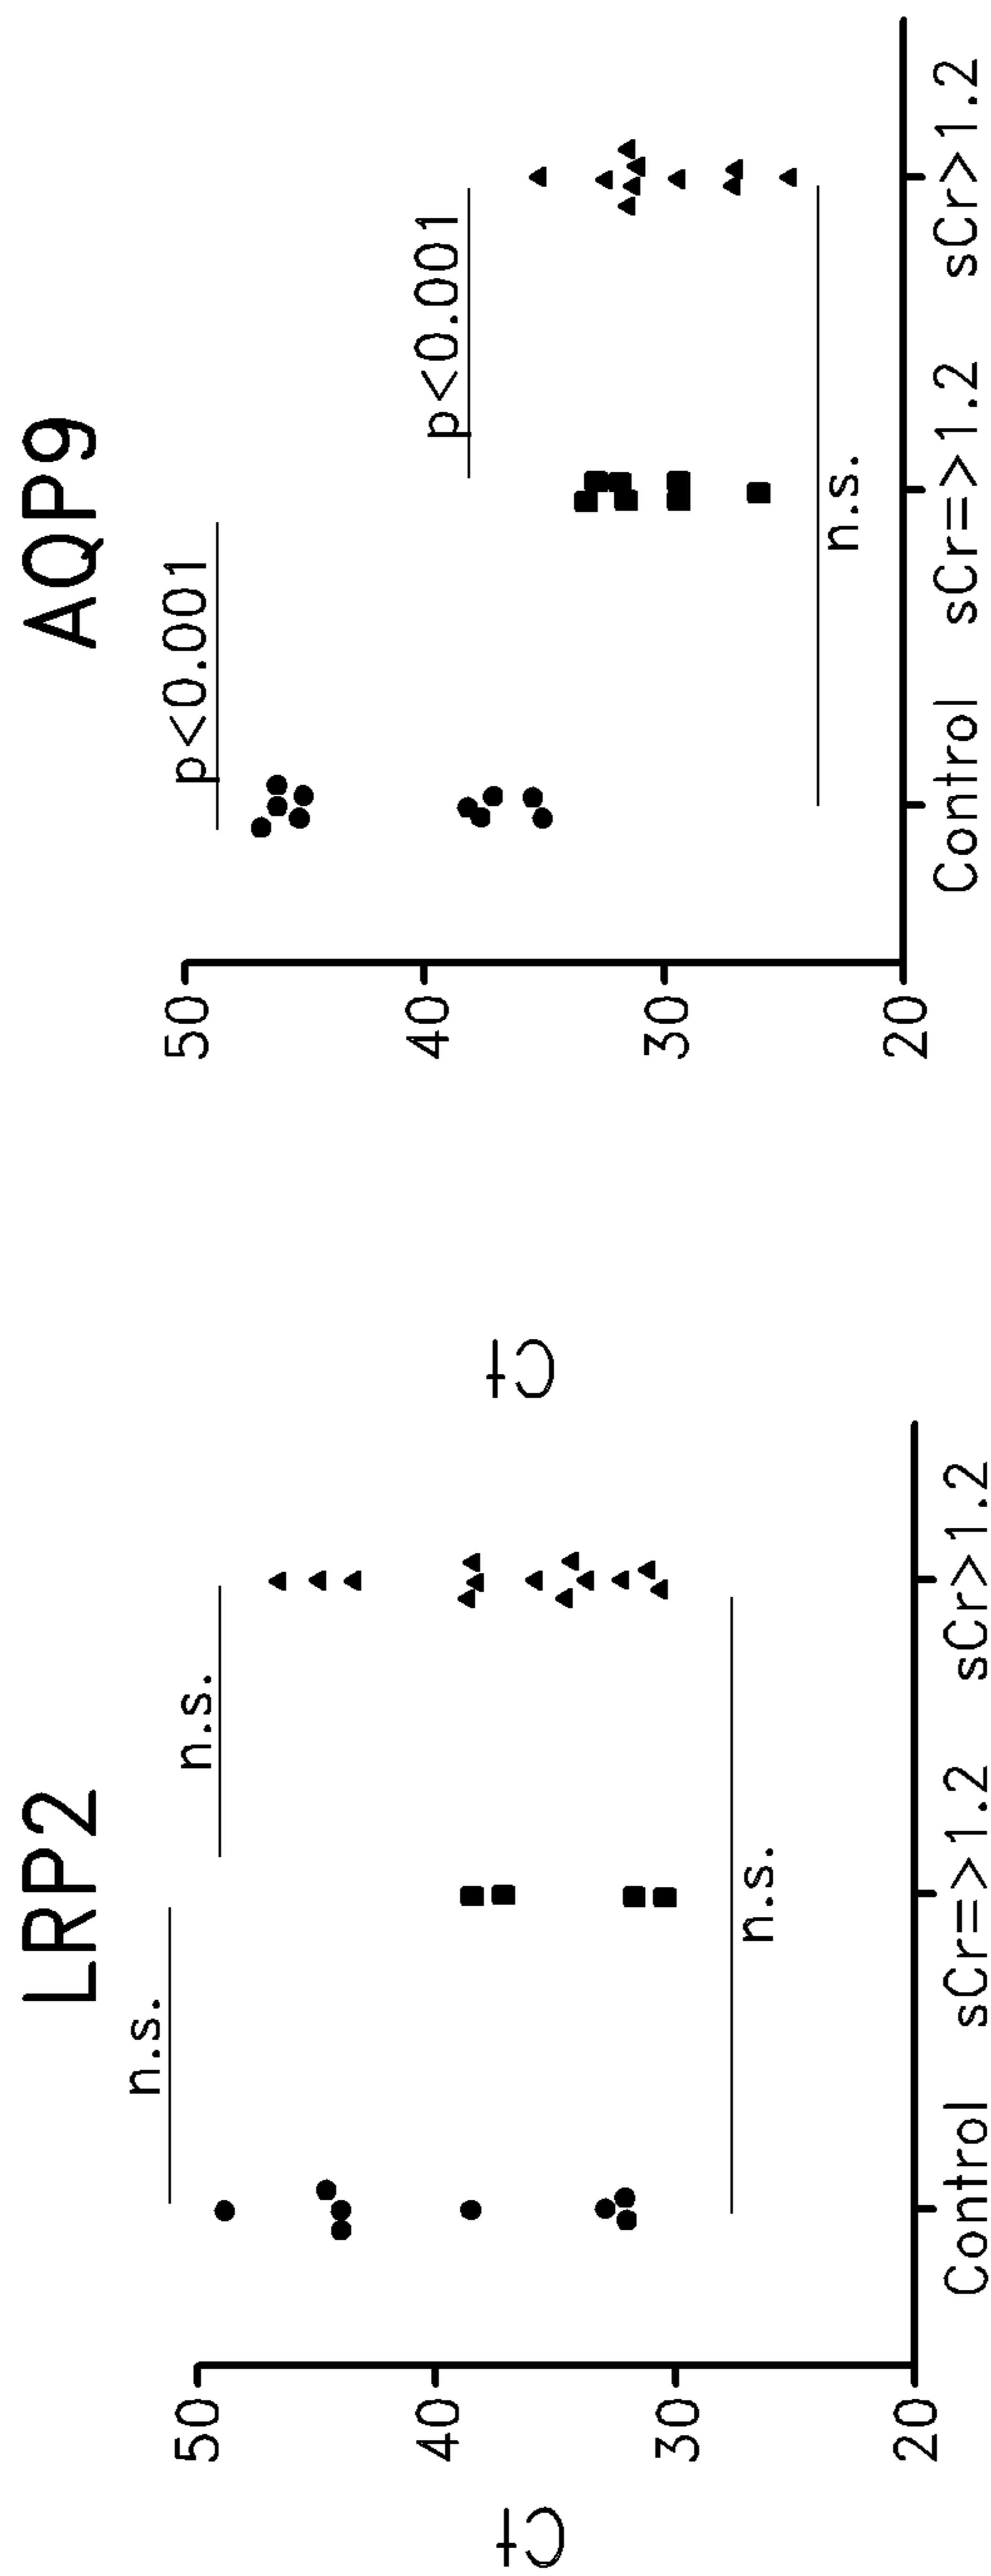 LRP2
n.s.
n.s.
50
40
30
20
Ct
n.s.
Control sCr=>1.2 sCr>1.2
AQP9
p<0.001
p<0.001
50
40
30
20
Ct
n.s.
Control sCr=>1.2 sCr>1.2